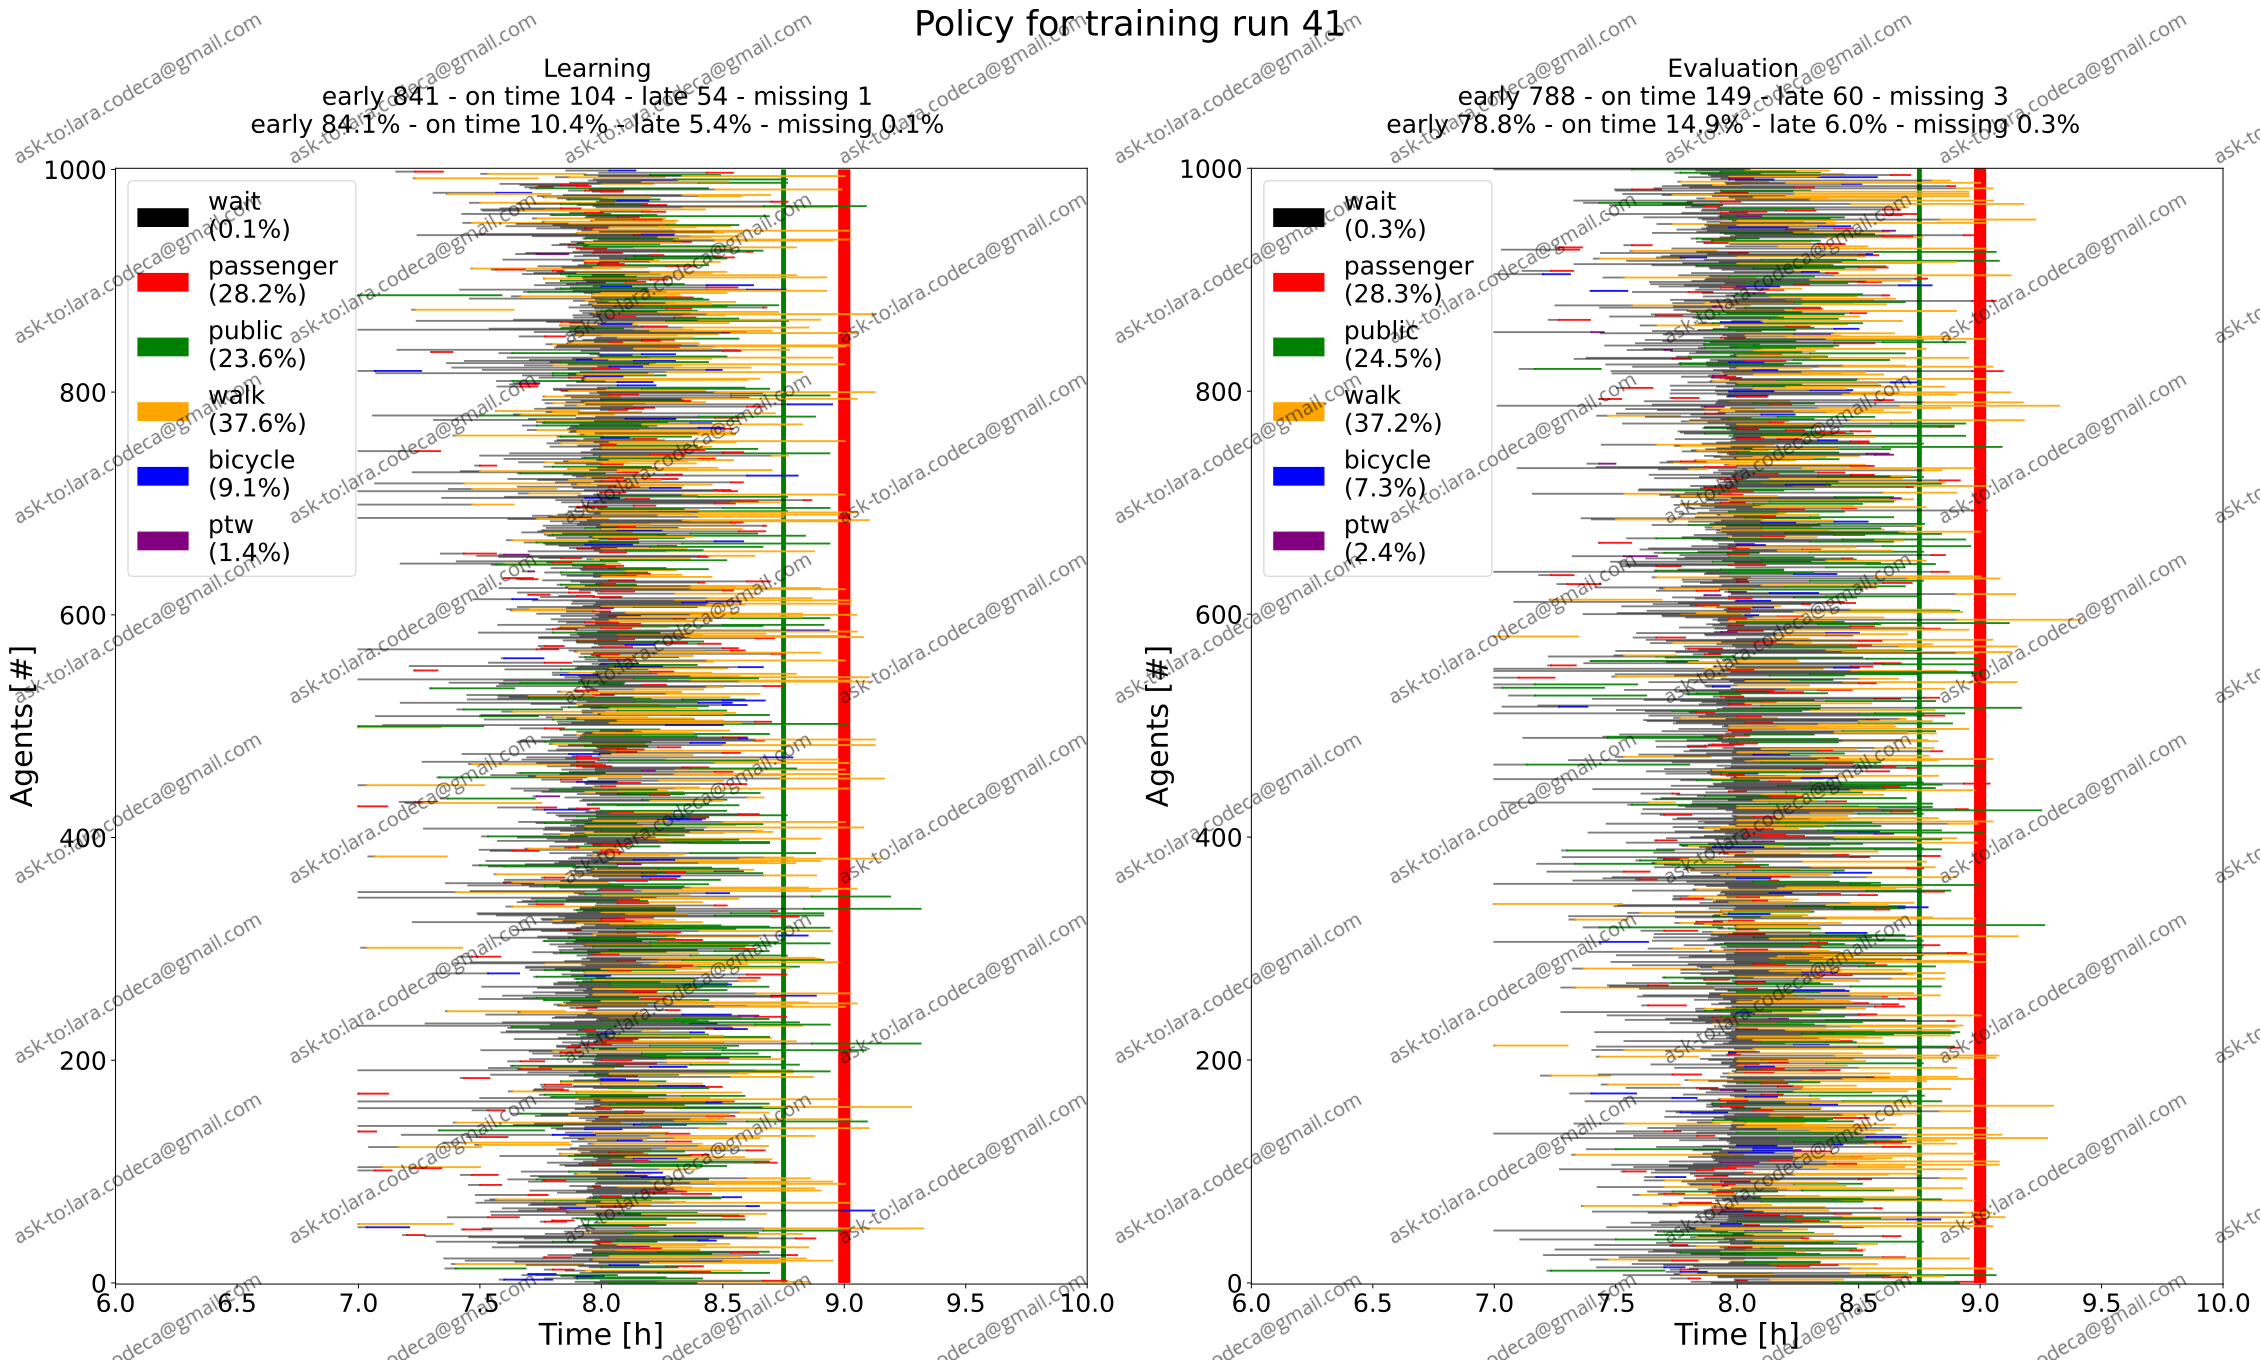 Policy for training run 41
Learning
early 841 - on time 104 - late 54 - missing 1
early 84.1% - on time 10.4% - late 5.4% - missing 0.1%
Agents [#]
1000
800
600
400
200
0
wait
(0.1%)
passenger
(28.2%)
public
(23.6%)
walk
(37.6%)
bicycle
(9.1%)
ptw
(1.4%)
6.0 6.5 7.0 7.5 8.0 8.5 9.0 9.5 10.0
Time [h]
Evaluation
early 788 - on time 149 - late 60 - missing 3
early 78.8% - on time 14.9% - late 6.0% - missing 0.3%
Agents [#]
1000
800
600
400
200
0
wait
(0.3%)
passenger
(28.3%)
public
(24.5%)
walk
(37.2%)
bicycle
(7.3%)
ptw
(2.4%)
6.0 6.5 7.0 7.5 8.0 8.5 9.0 9.5 10.0
Time [h]
ask-to:lara.codeca@gmail.com